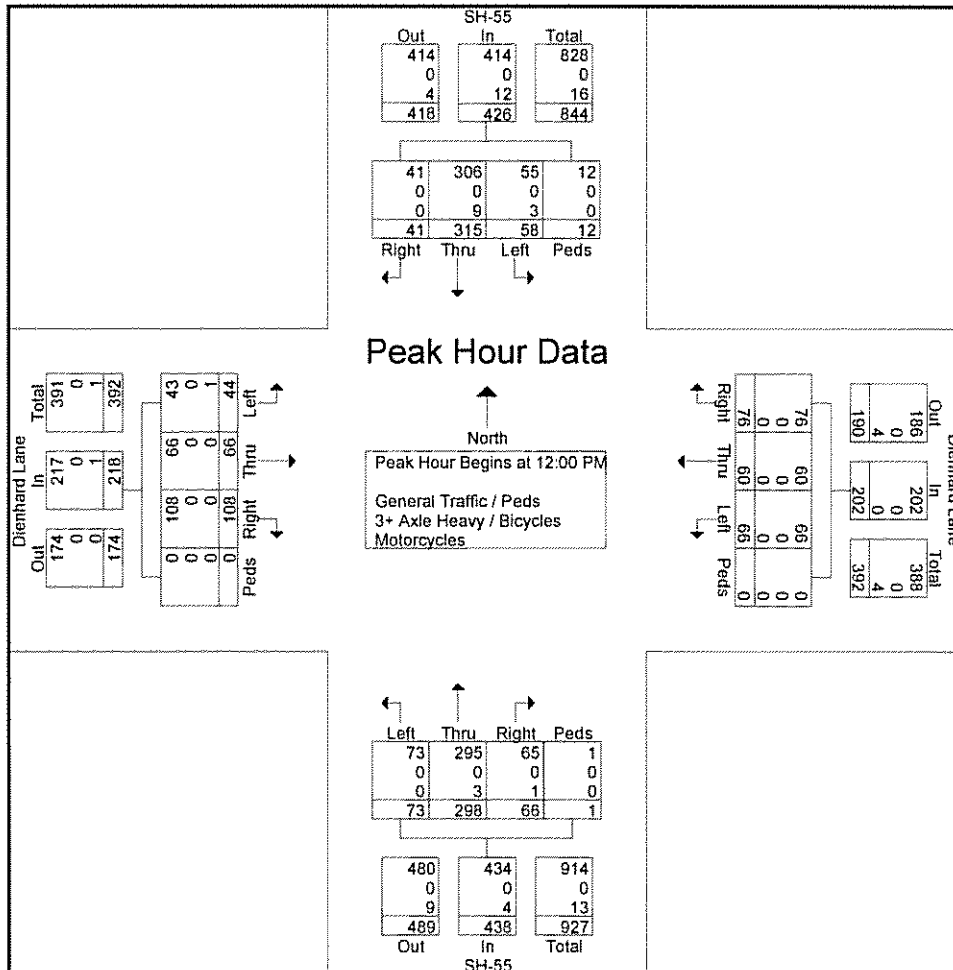 SH-55
Out In Total
414 414 828
0 0 0
4 12 16
418 426 844
41 306 55 12
0 0 0 0
0 9 3 0
41 315 58 12
Right Thru Left Peds
Peak Hour Data
North
Peak Hour Begins at 12:00 PM
General Traffic / Peds
3+ Axle Heavy / Bicycles
Motorcycles
Dienhard Lane
Out In Total
174 217 391
0 0 0
0 1 1
174 218 392
108 66 43
0 0 0 0
0 0 0 1
0 108 66 44
Peds Right Thru Left
Dienhard Lane
Out In Total
186 202 388
0 0 0
4 0 4
190 202 392
76 60 66 0
0 0 0 0
0 0 0 0
76 60 66 0
Right Thru Left Peds
Left Thru Right Peds
73 295 65 1
0 0 0 0
0 3 1 0
73 298 66 1
480 434 914
0 0 0
9 4 13
489 438 927
Out In Total
SH-55